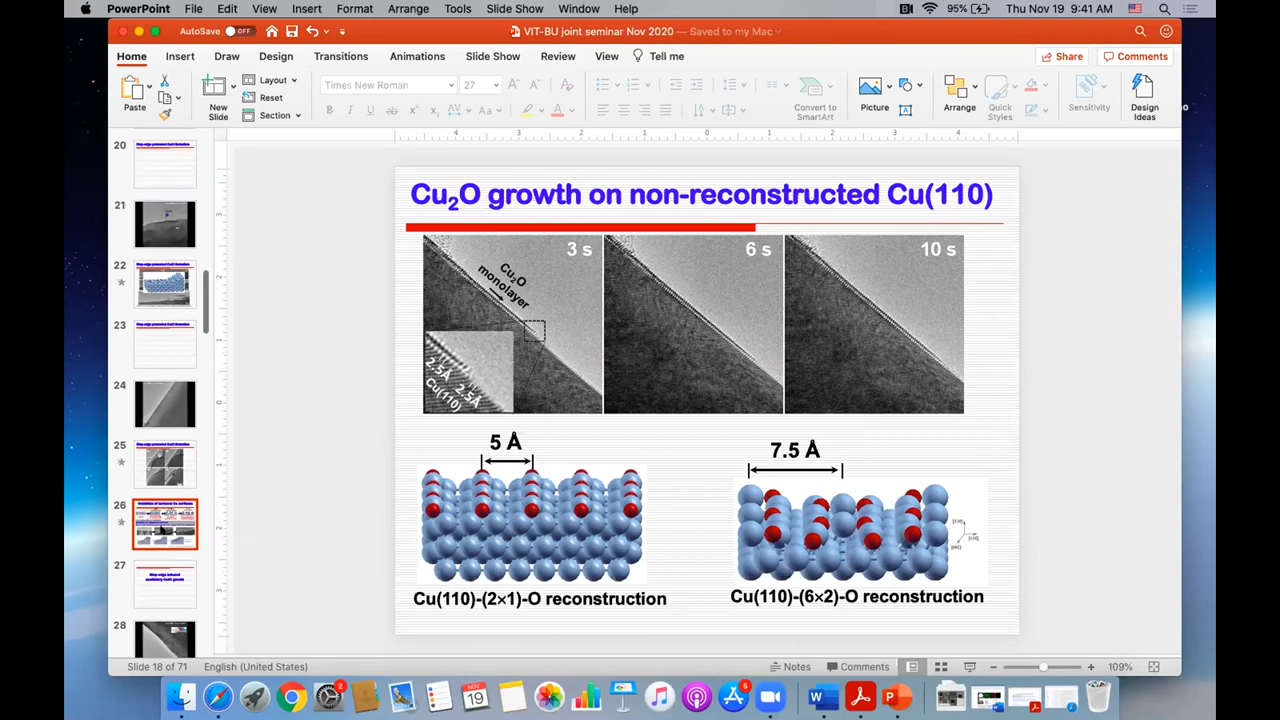 PowerPoint File Edit View Insert Format Arrange Tools Slide Show Window Help
95% Thu Nov 19 9:41 AM
AutoSave OFF
VIT-BU joint seminar Nov 2020 — Saved to my Mac
Home Insert Draw Design Transitions Animations Slide Show Review View Tell me
Share Comments
Paste
New Slide
Layout
Reset
Section
Times New Roman 27
Convert to SmartArt
Picture
Arrange
Quick Styles
Sensitivity
Design Ideas
20
21
22
23
24
25
26
27
28
Cu₂O growth on non-reconstructed Cu(110)
3 s
6 s
10 s
Cu₂O
monolayer
2.5Å 2.5Å
Cu(110)
5 Å
7.5 Å
Cu(110)-(2×1)-O reconstruction
Cu(110)-(6×2)-O reconstruction
Slide 18 of 71 English (United States)
Notes Comments 109%